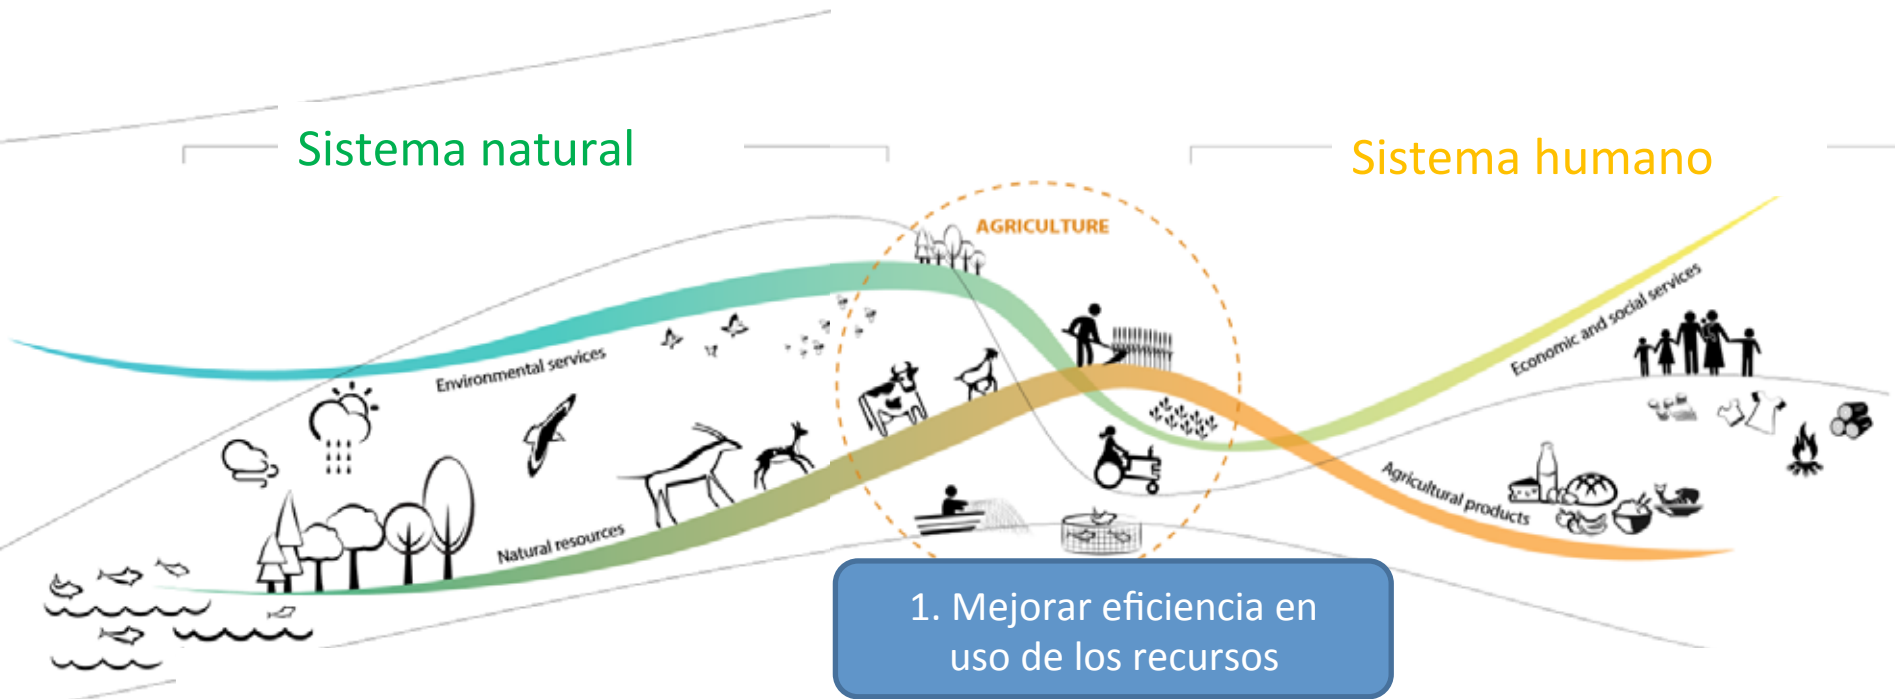 Sistema natural
Sistema humano
AGRICULTURE
Environmental services
Economic and social services
Natural resources
Agricultural products
1. Mejorar eficiencia en
uso de los recursos